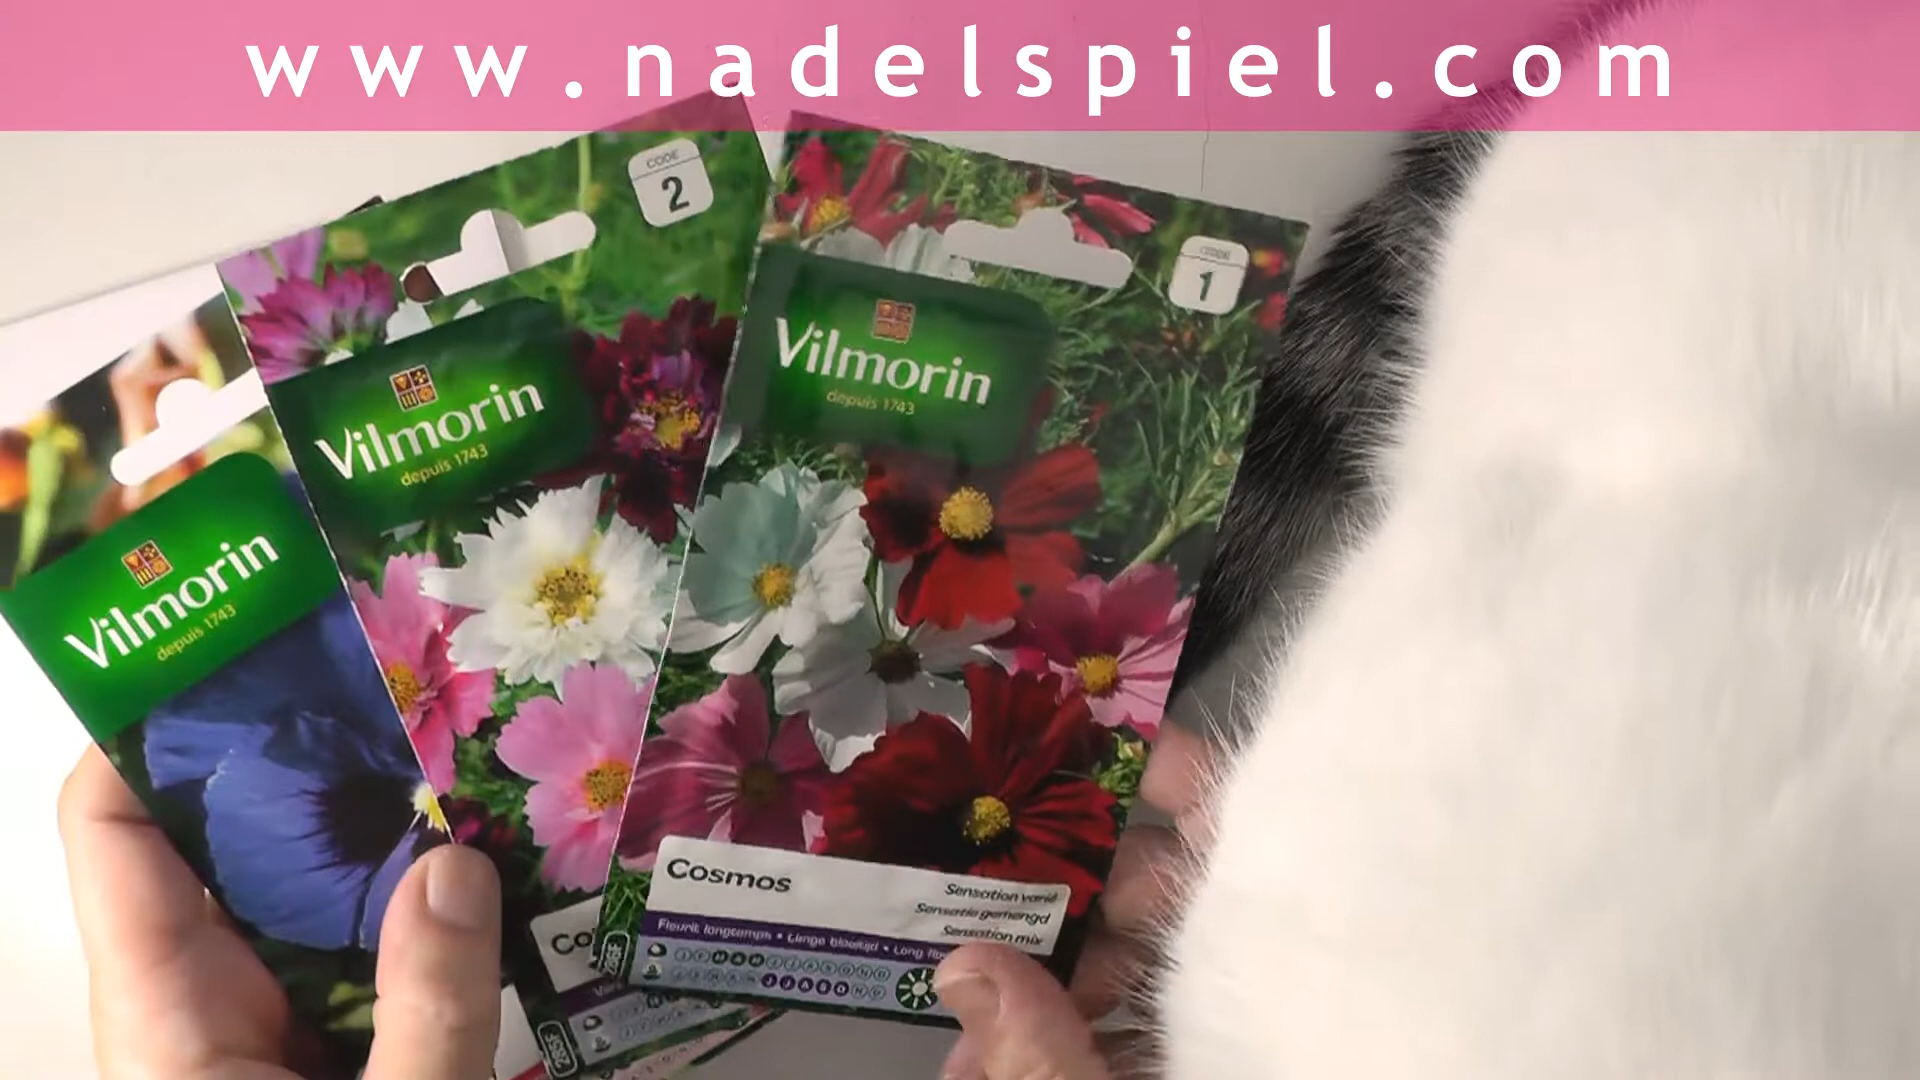 www.nadelspiel.com
CODE
2
CODE
1
Vilmorin
depuis 1743
Vilmorin
depuis 1743
Vilmorin
depuis 1743
Cosmos
Sensation varié
Sensatie gemengd
Sensation mix
Co
Fleurit longtemps • Lange bloeitijd • Long
J F M A M J J A S O N D
J F M A M J J A S O N D